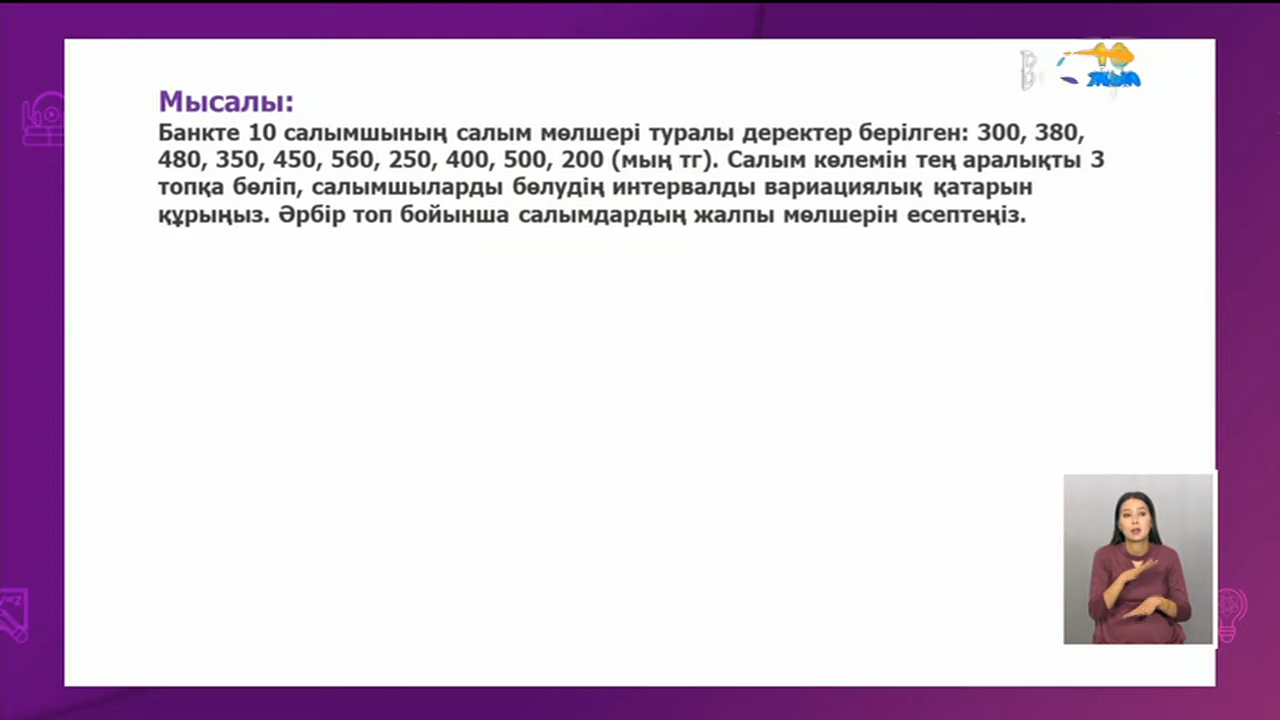 Мысалы:
Банкте 10 салымшының салым мөлшері туралы деректер берілген: 300, 380,
480, 350, 450, 560, 250, 400, 500, 200 (мың тг). Салым көлемін тең аралықты 3
топқа бөліп, салымшыларды бөлудің интервалды вариациялық қатарын
құрыңыз. Әрбір топ бойынша салымдардың жалпы мөлшерін есептеңіз.